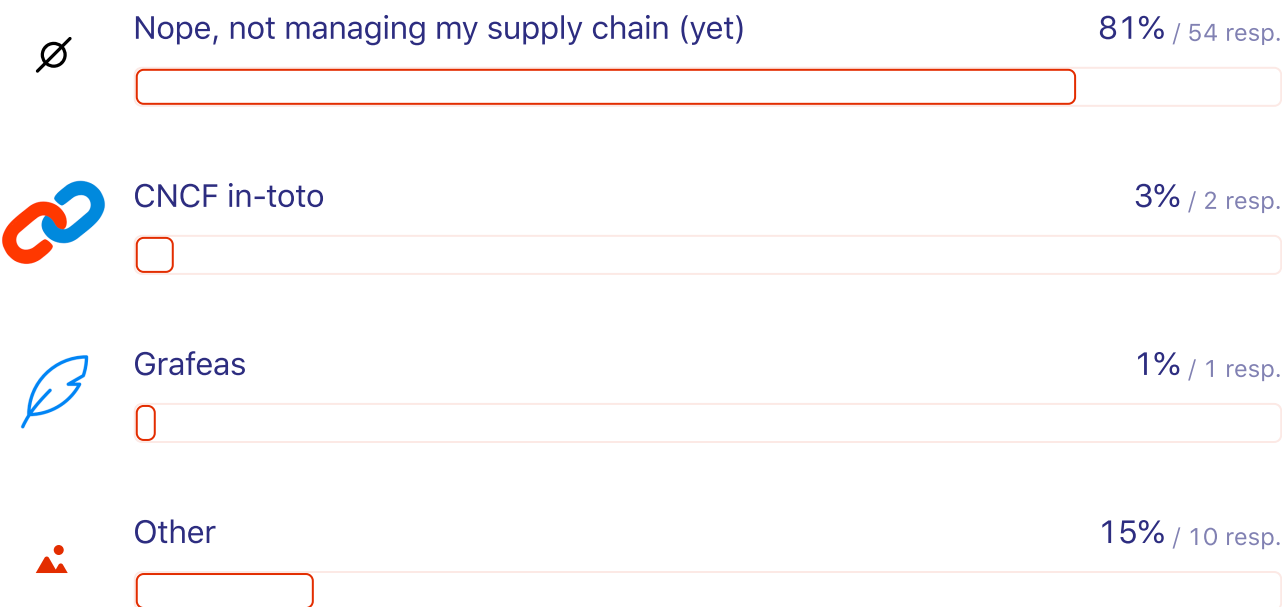 Nope, not managing my supply chain (yet) 81% / 54 resp.
CNCF in-toto 3% / 2 resp.
Grafeas 1% / 1 resp.
Other 15% / 10 resp.